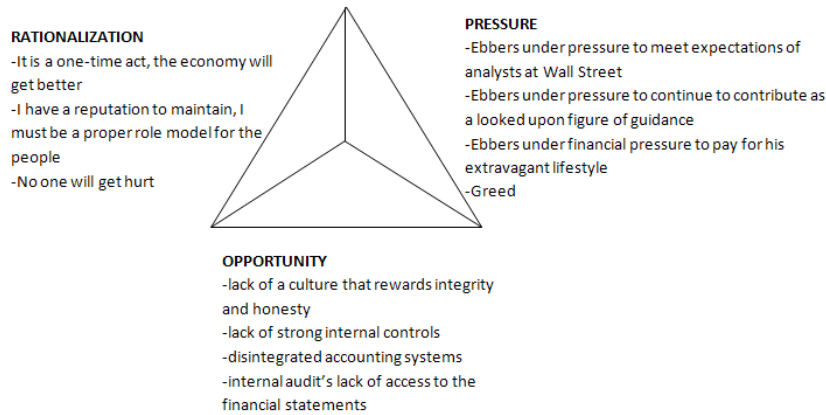 RATIONALIZATION
-It is a one-time act, the economy will
get better
-I have a reputation to maintain, I
must be a proper role model for the
people
-No one will get hurt
PRESSURE
-Ebbers under pressure to meet expectations of
analysts at Wall Street
-Ebbers under pressure to continue to contribute as
a looked upon figure of guidance
-Ebbers under financial pressure to pay for his
extravagant lifestyle
-Greed
OPPORTUNITY
-lack of a culture that rewards integrity
and honesty
-lack of strong internal controls
-disintegrated accounting systems
-internal audit’s lack of access to the
financial statements